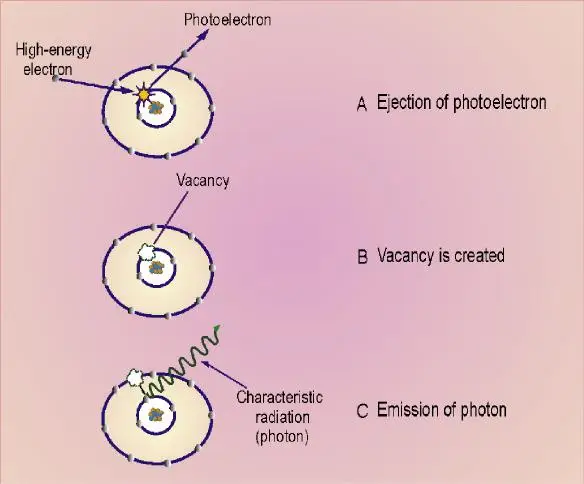 Photoelectron
High-energy
electron
A Ejection of photoelectron
Vacancy
B Vacancy is created
Characteristic
radiation
(photon)
C Emission of photon